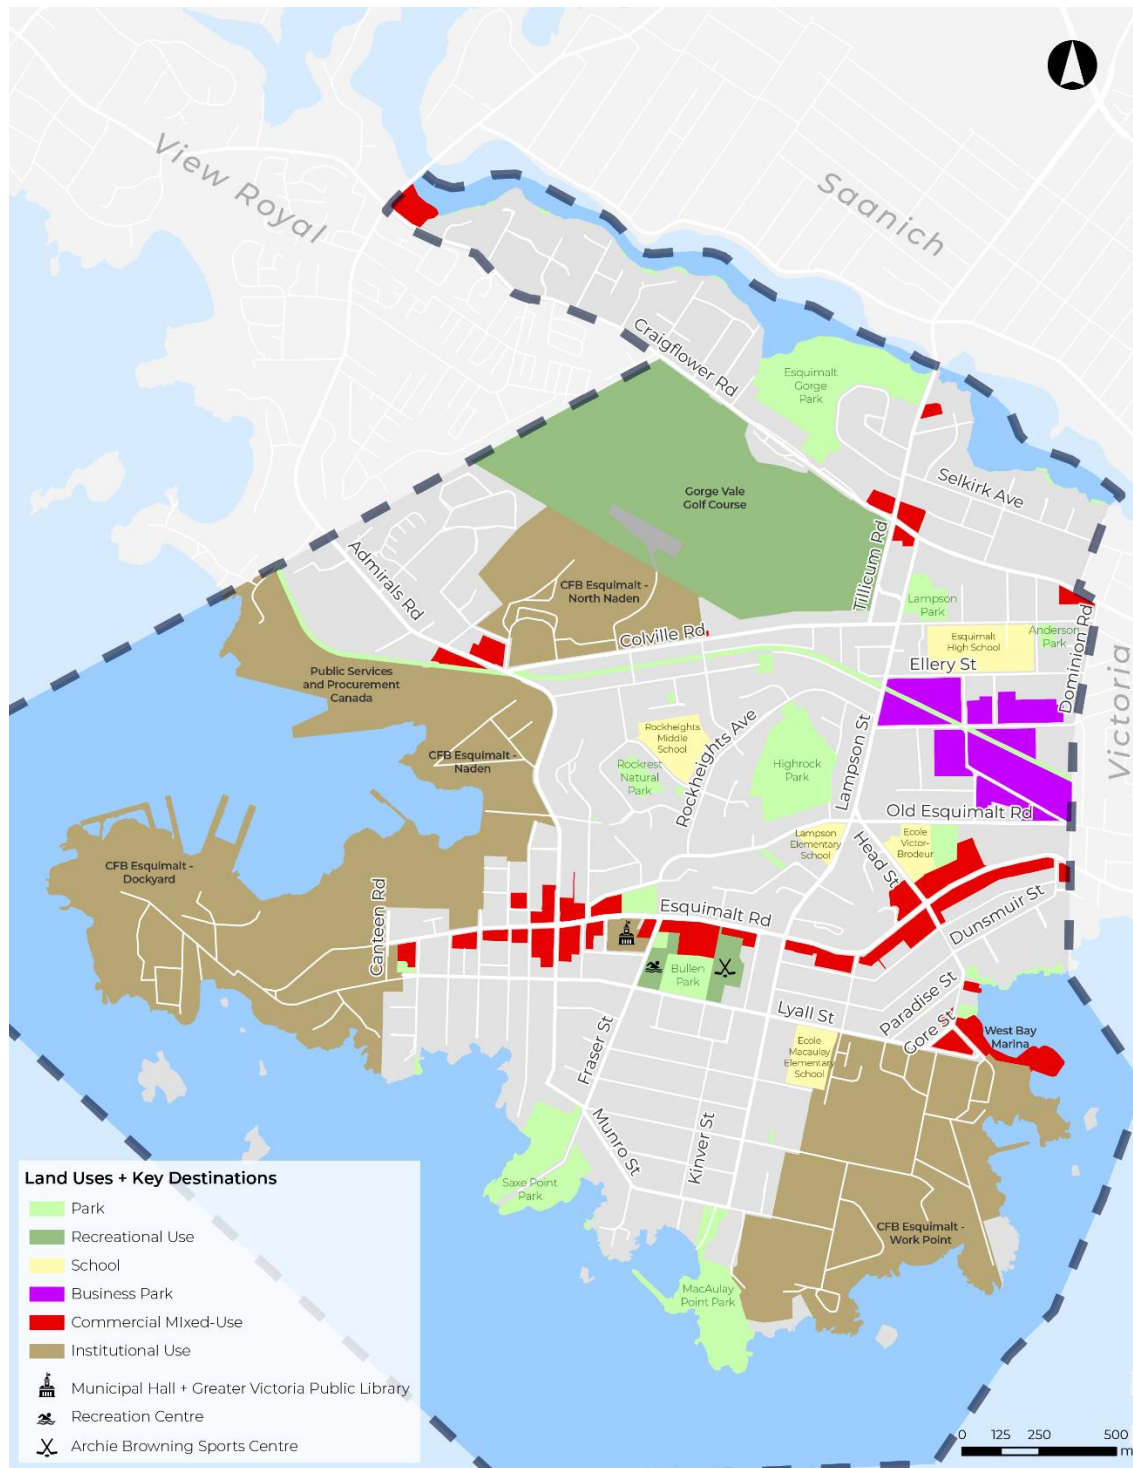 View Royal
Saanich
Craigflower Rd
Esquimalt
Gorge
Park
Selkirk Ave
Gorge Vale
Golf Course
Tillicum Rd
Admirals Rd
CFB Esquimalt -
North Naden
Lampson
Park
Colville Rd
Esquimalt
High School
Anderson
Park
Ellery St
Dominion Rd
Victoria
Public Services
and Procurement
Canada
CFB Esquimalt -
Naden
Rockheights
Middle
School
Rockheights Ave
Rockrest
Natural
Park
Highrock
Park
Lampson St
Old Esquimalt Rd
Lampson
Elementary
School
Head St
Ecole
Victor-
Brodeur
CFB Esquimalt -
Dockyard
Canteen Rd
Esquimalt Rd
Dunsmuir St
Bullen
Park
Lyall St
Paradise St
Gore St
West Bay
Marina
Fraser St
Ecole
Macaulay
Elementary
School
Munro St
Kinver St
Saxe Point
Park
CFB Esquimalt -
Work Point
MacAulay
Point Park
Land Uses + Key Destinations
Park
Recreational Use
School
Business Park
Commercial MIxed-Use
Institutional Use
Municipal Hall + Greater Victoria Public Library
Recreation Centre
Archie Browning Sports Centre
0 125 250 500
m